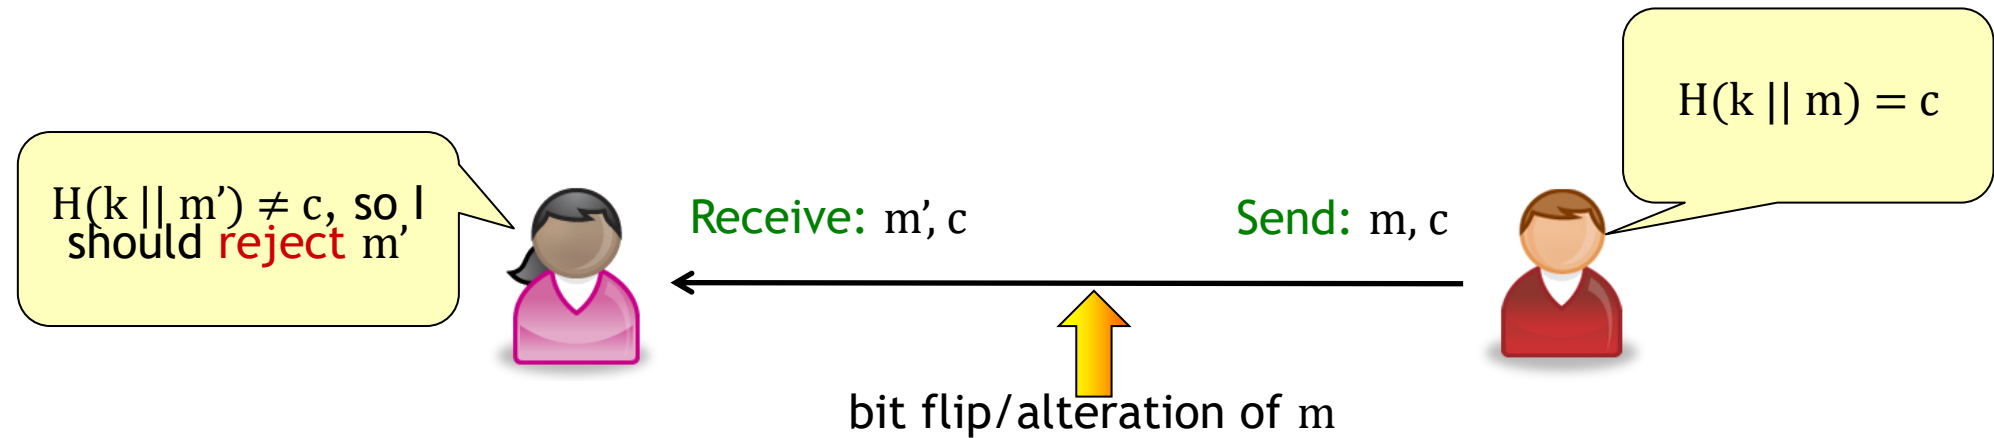 H(k || m) = c
H(k || m’) ≠ c, so I
should reject m’
Receive: m’, c
Send: m, c
bit flip/alteration of m